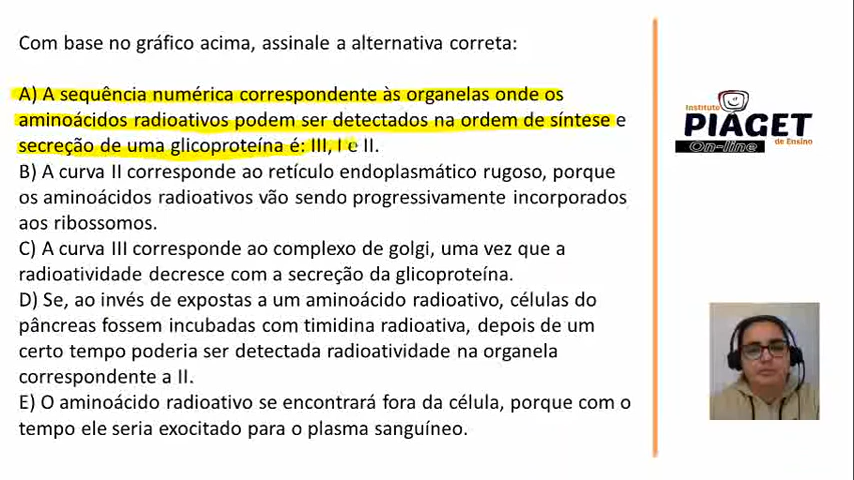 Com base no gráfico acima, assinale a alternativa correta:
A) A sequência numérica correspondente às organelas onde os
aminoácidos radioativos podem ser detectados na ordem de síntese e
secreção de uma glicoproteína é: III, I e II.
B) A curva II corresponde ao retículo endoplasmático rugoso, porque
os aminoácidos radioativos vão sendo progressivamente incorporados
aos ribossomos.
C) A curva III corresponde ao complexo de golgi, uma vez que a
radioatividade decresce com a secreção da glicoproteína.
D) Se, ao invés de expostas a um aminoácido radioativo, células do
pâncreas fossem incubadas com timidina radioativa, depois de um
certo tempo poderia ser detectada radioatividade na organela
correspondente a II.
E) O aminoácido radioativo se encontrará fora da célula, porque com o
tempo ele seria exocitado para o plasma sanguíneo.
Instituto
PIAGET
On-line de Ensino